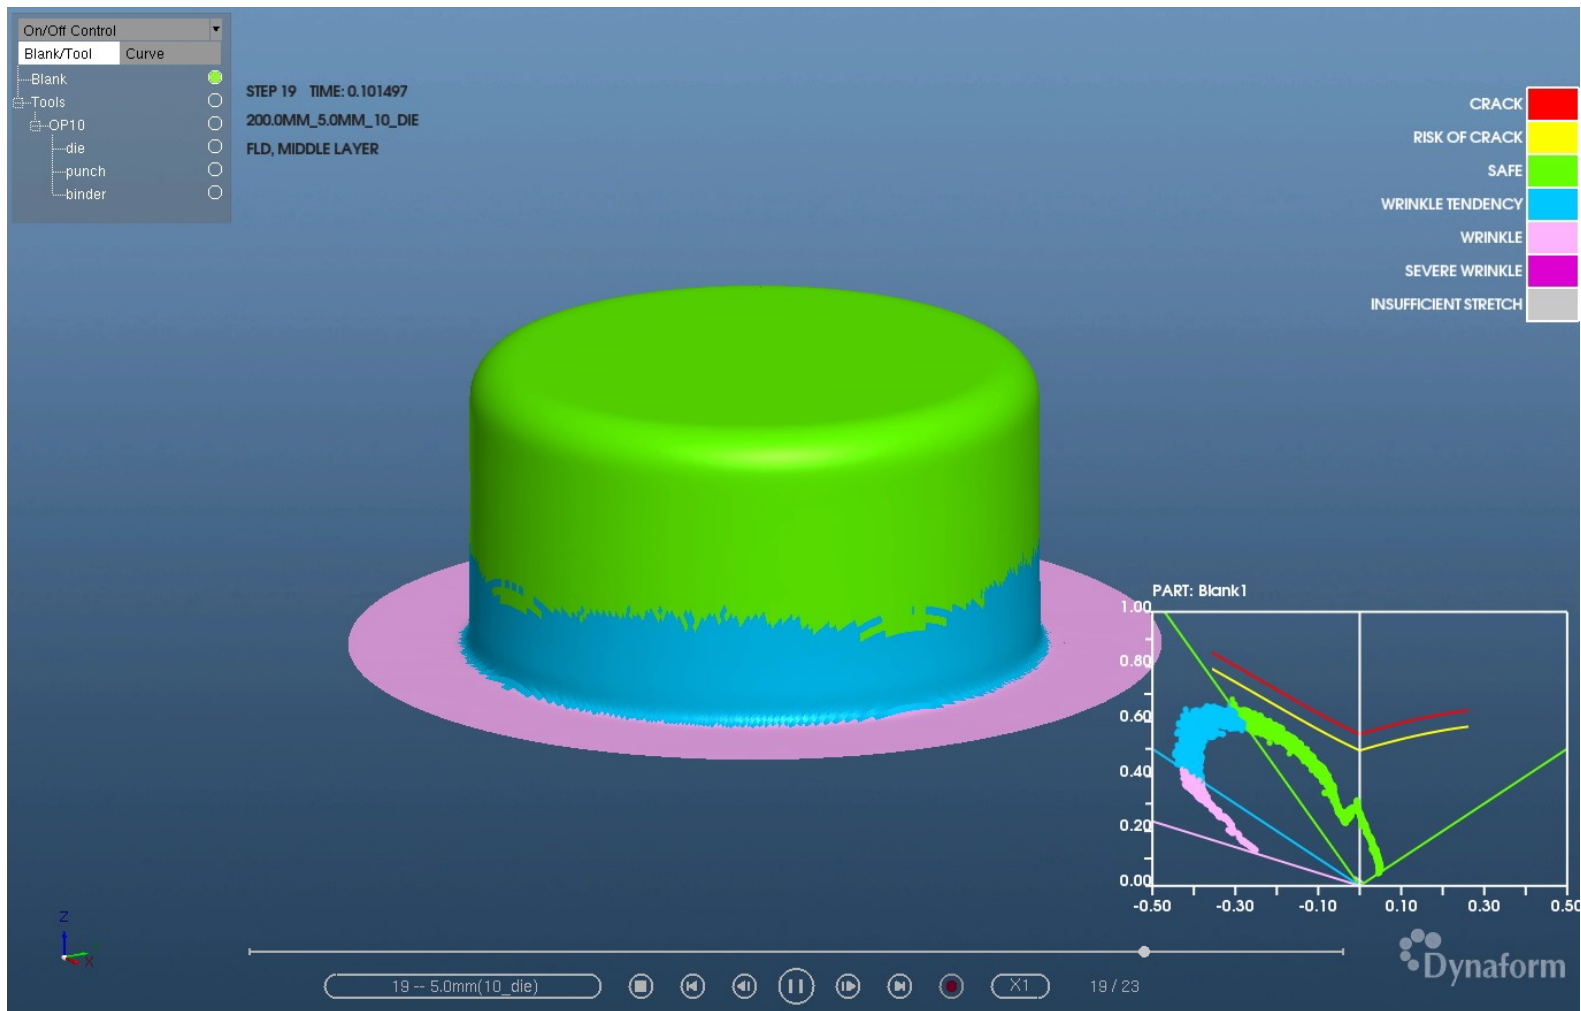 On/Off Control
Blank/Tool Curve
Blank
Tools
OP10
die
punch
binder
STEP 19 TIME: 0.101497
200.0MM_5.0MM_10_DIE
FLD, MIDDLE LAYER
CRACK
RISK OF CRACK
SAFE
WRINKLE TENDENCY
WRINKLE
SEVERE WRINKLE
INSUFFICIENT STRETCH
PART: Blank1
1.00
0.80
0.60
0.40
0.20
0.00
-0.50 -0.30 -0.10 0.10 0.30 0.50
Z
X
Dynaform
19 -- 5.0mm(10_die) X1 19 / 23